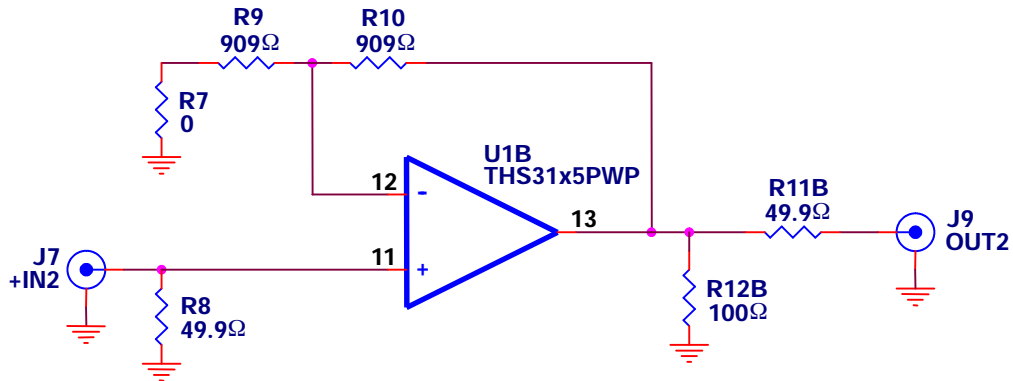 R9
909Ω
R10
909Ω
R7
0
U1B
THS31x5PWP
12
-
13
R11B
49.9Ω
J9
OUT2
J7
+IN2
11
+
R8
49.9Ω
R12B
100Ω